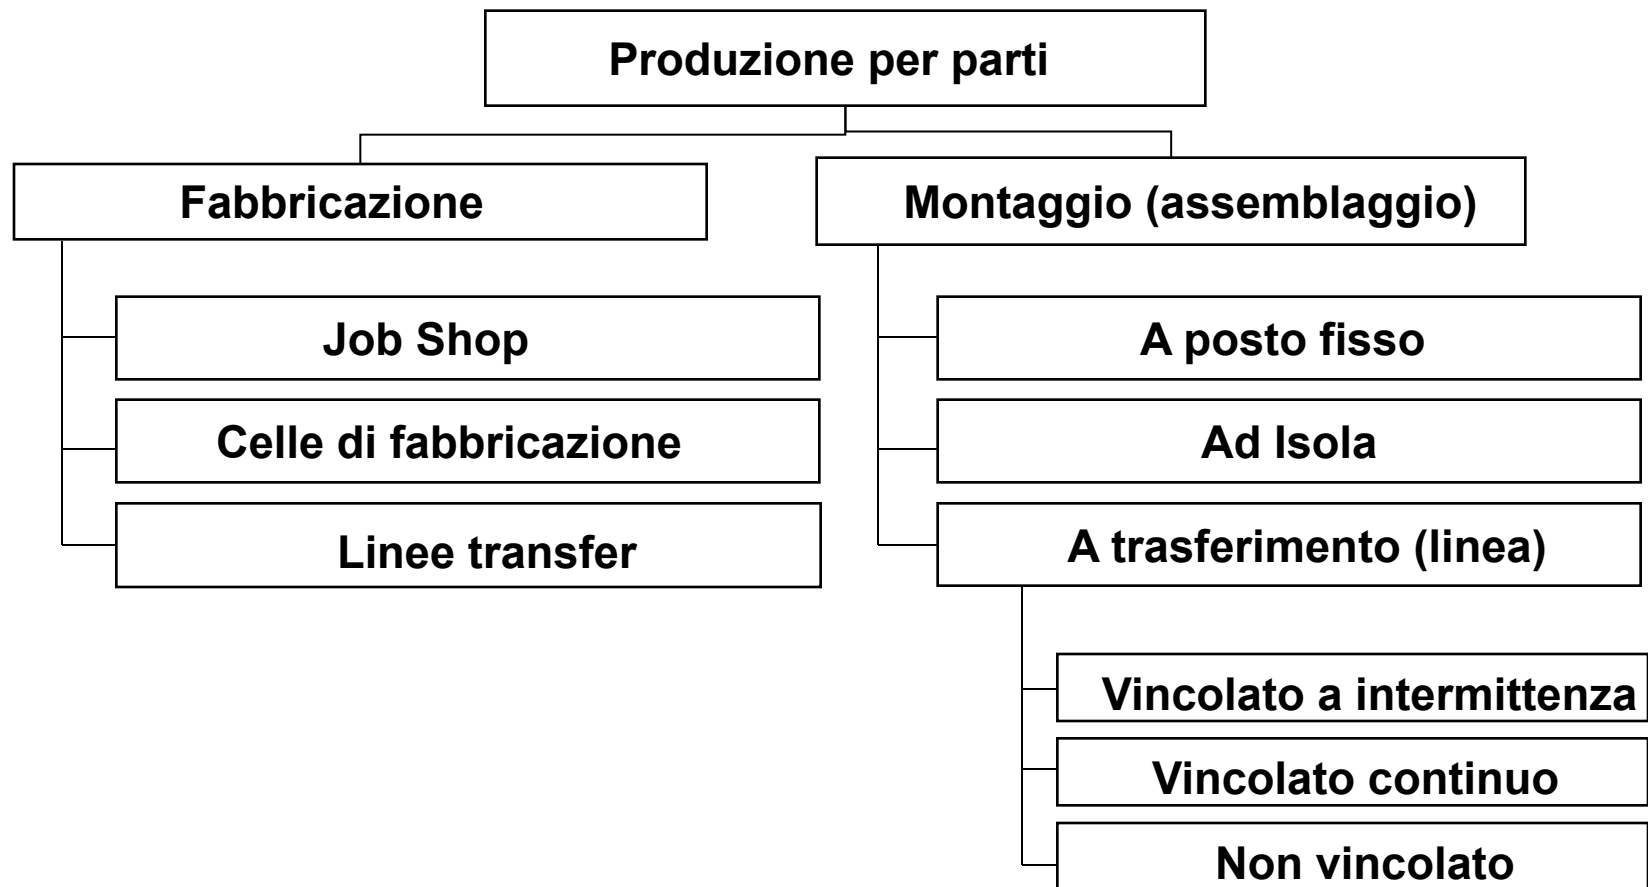 Produzione per parti
Fabbricazione
Montaggio (assemblaggio)
Job Shop
A posto fisso
Celle di fabbricazione
Ad Isola
Linee transfer
A trasferimento (linea)
Vincolato a intermittenza
Vincolato continuo
Non vincolato